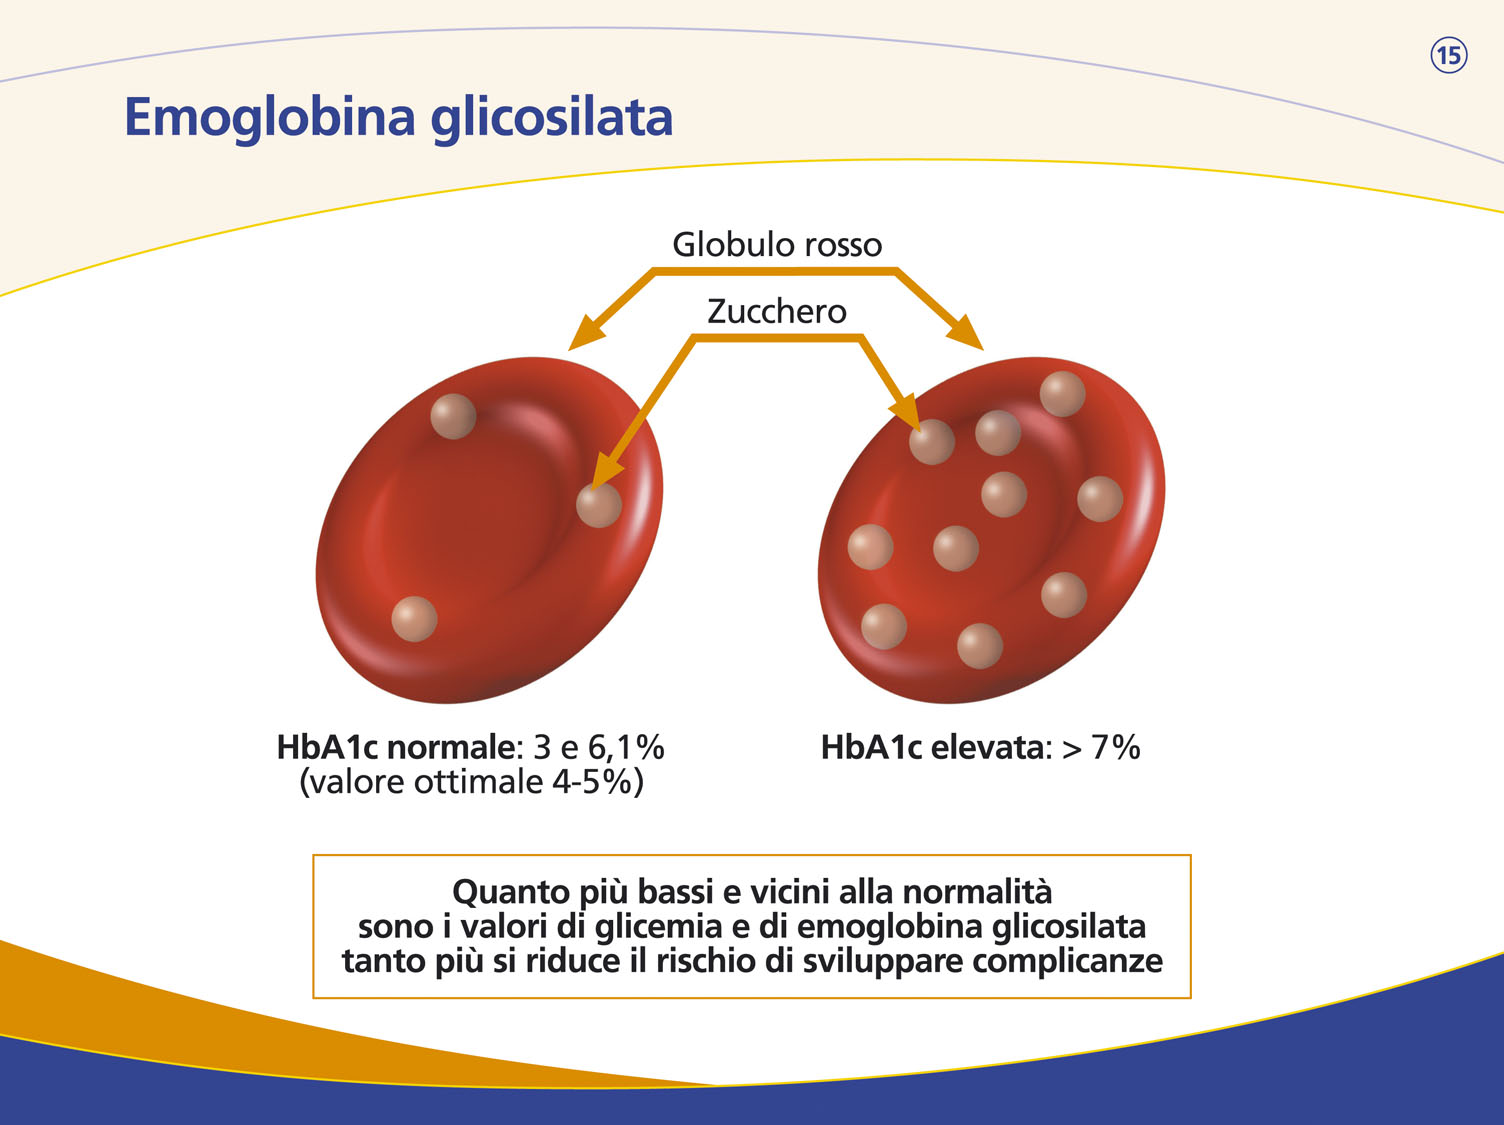 15
Emoglobina glicosilata
Globulo rosso
Zucchero
HbA1c normale: 3 e 6,1%
(valore ottimale 4-5%)
HbA1c elevata: > 7%
Quanto più bassi e vicini alla normalità
sono i valori di glicemia e di emoglobina glicosilata
tanto più si riduce il rischio di sviluppare complicanze